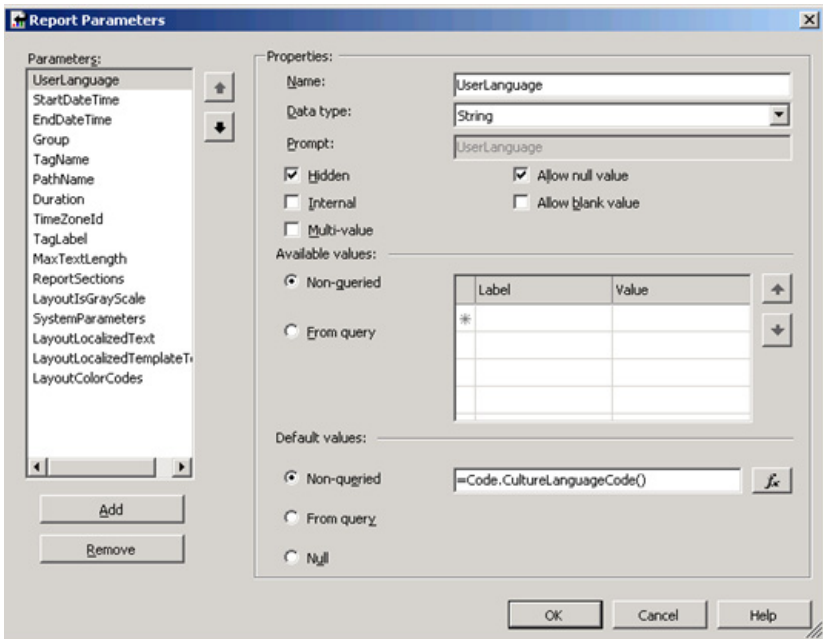 Report Parameters
Parameters:
UserLanguage
StartDateTime
EndDateTime
Group
TagName
PathName
Duration
TimeZoneId
TagLabel
MaxTextLength
ReportSections
LayoutIsGrayScale
SystemParameters
LayoutLocalizedText
LayoutLocalizedTemplateT
LayoutColorCodes
Add
Remove
Properties:
Name:
UserLanguage
Data type:
String
Prompt:
UserLanguage
Hidden
Allow null value
Internal
Allow blank value
Multi-value
Available values:
Non-queried
From query
Label
Value
Default values:
Non-queried
=Code.CultureLanguageCode()
fx
From query
Null
OK
Cancel
Help